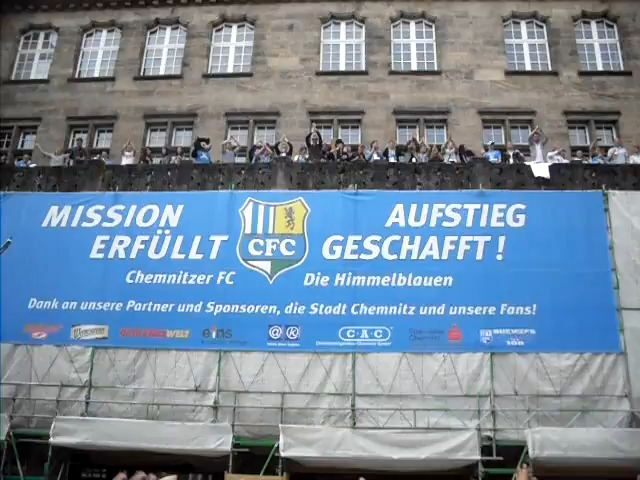 MISSION AUFSTIEG
ERFÜLLT CFC GESCHAFFT!
Chemnitzer FC Die Himmelblauen
Dank an unsere Partner und Sponsoren, die Stadt Chemnitz und unsere Fans!
eins @ K C·A·C